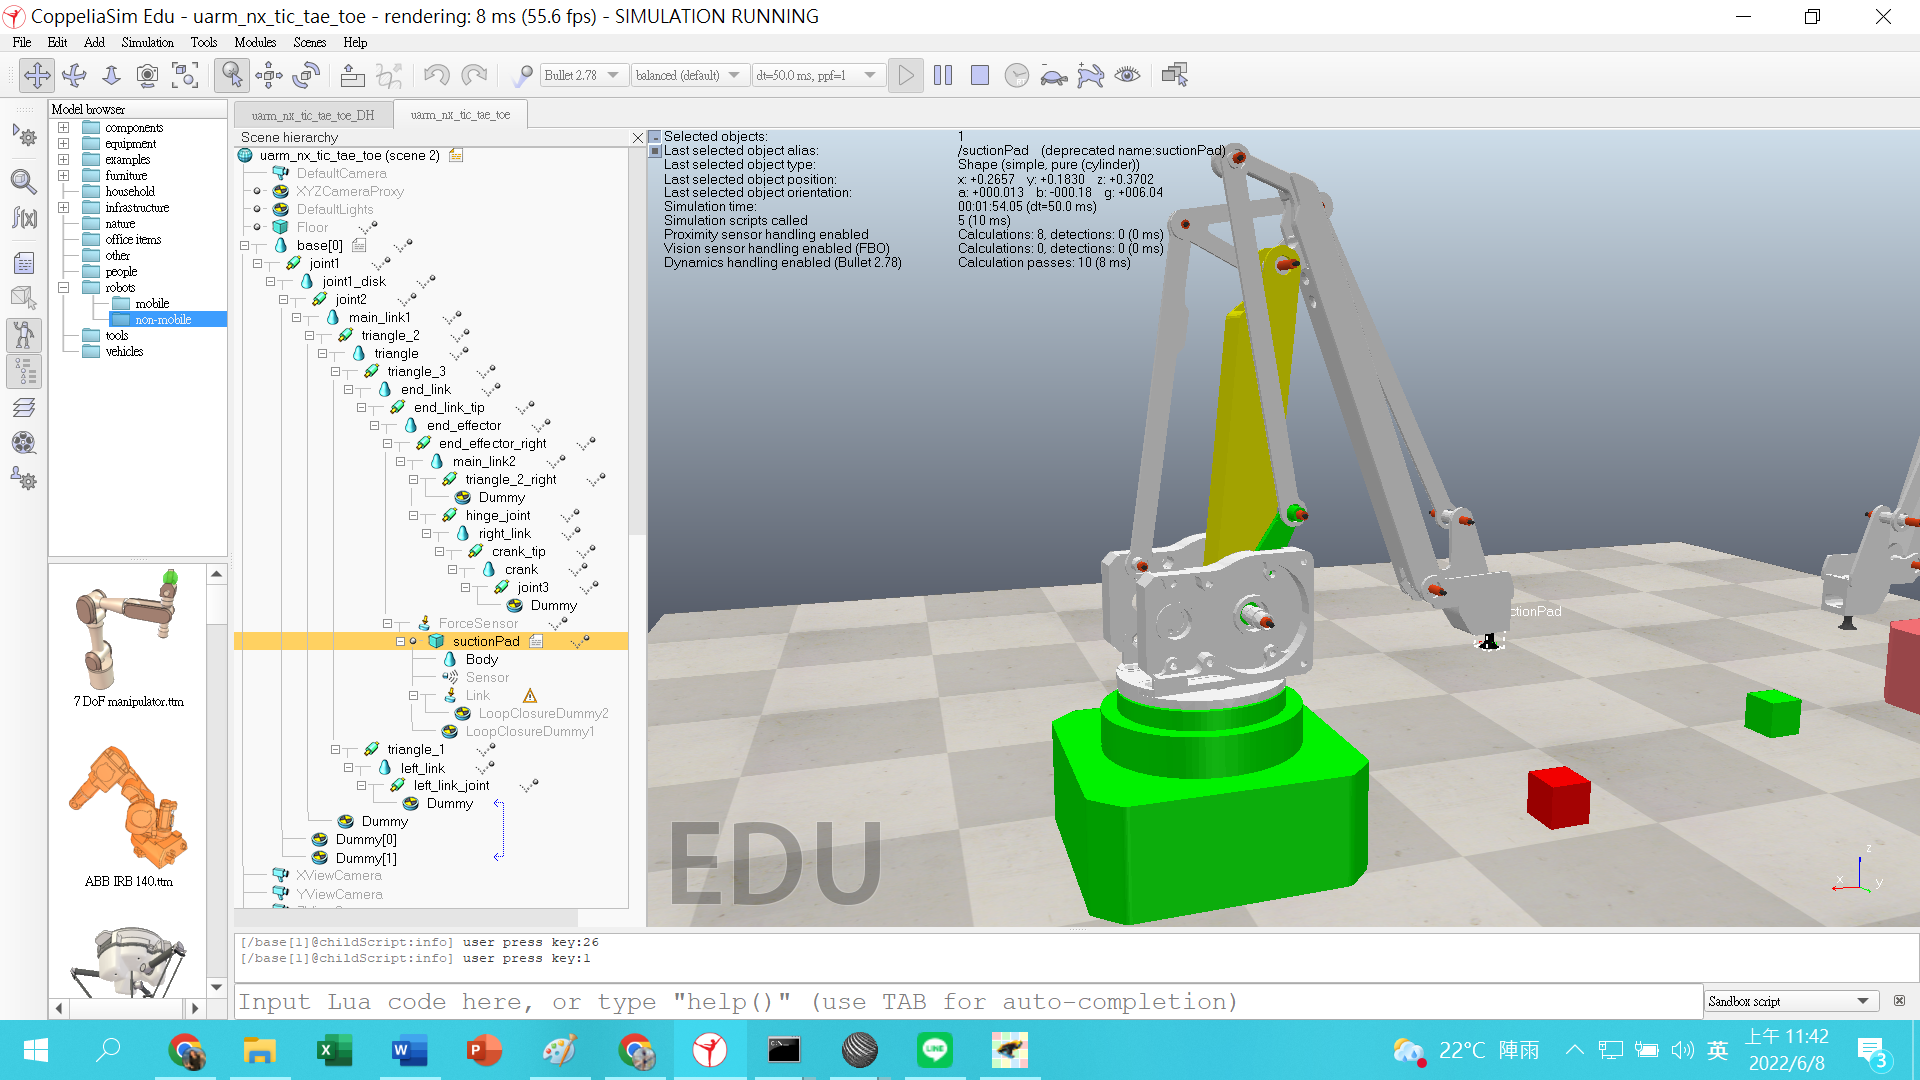 CoppeliaSim Edu - uarm_nx_tic_tae_toe - rendering: 8 ms (55.6 fps) - SIMULATION RUNNING
File Edit Add Simulation Tools Modules Scenes Help
Bullet 2.78 balanced (default) dt=50.0 ms, ppf=1
Model browser
components
equipment
examples
furniture
household
infrastructure
nature
office items
other
people
robots
mobile
non-mobile
tools
vehicles
7 DoF manipulator.ttm
ABB IRB 140.ttm
uarm_nx_tic_tae_toe_DH uarm_nx_tic_tae_toe
Scene hierarchy
uarm_nx_tic_tae_toe (scene 2)
DefaultCamera
XYZCameraProxy
DefaultLights
Floor
base[0]
joint1
joint1_disk
joint2
main_link1
triangle_2
triangle
triangle_3
end_link
end_link_tip
end_effector
end_effector_right
main_link2
triangle_2_right
Dummy
hinge_joint
right_link
crank_tip
crank
joint3
Dummy
ForceSensor
suctionPad
Body
Sensor
Link
LoopClosureDummy2
LoopClosureDummy1
triangle_1
left_link
left_link_joint
Dummy
Dummy
Dummy[0]
Dummy[1]
XViewCamera
YViewCamera
Selected objects: 1
Last selected object alias: /suctionPad (deprecated name:suctionPad)
Last selected object type: Shape (simple, pure (cylinder))
Last selected object position: x: +0.2657 y: +0.1830 z: +0.3702
Last selected object orientation: a: +000.013 b: -000.18 g: +006.04
Simulation time: 00:01:54.05 (dt=50.0 ms)
Simulation scripts called 5 (10 ms)
Proximity sensor handling enabled Calculations: 8, detections: 0 (0 ms)
Vision sensor handling enabled (FBO) Calculations: 0, detections: 0 (0 ms)
Dynamics handling enabled (Bullet 2.78) Calculation passes: 10 (8 ms)
ctionPad
EDU
z
x
y
[/base[1]@childScript:info] user press key:26
[/base[1]@childScript:info] user press key:1
Input Lua code here, or type "help()" (use TAB for auto-completion)
Sandbox script
22°C 陣雨
英
上午 11:42
2022/6/8
3